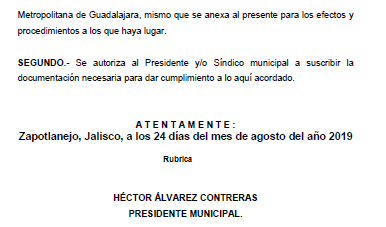 Metropolitana de Guadalajara, mismo que se anexa al presente para los efectos y
procedimientos a los que haya lugar.
SEGUNDO.- Se autoriza al Presidente y/o Síndico municipal a suscribir la
documentación necesaria para dar cumplimiento a lo aquí acordado.
A T E N T A M E N T E :
Zapotlanejo, Jalisco, a los 24 días del mes de agosto del año 2019
Rubrica
HÉCTOR ÁLVAREZ CONTRERAS
PRESIDENTE MUNICIPAL.